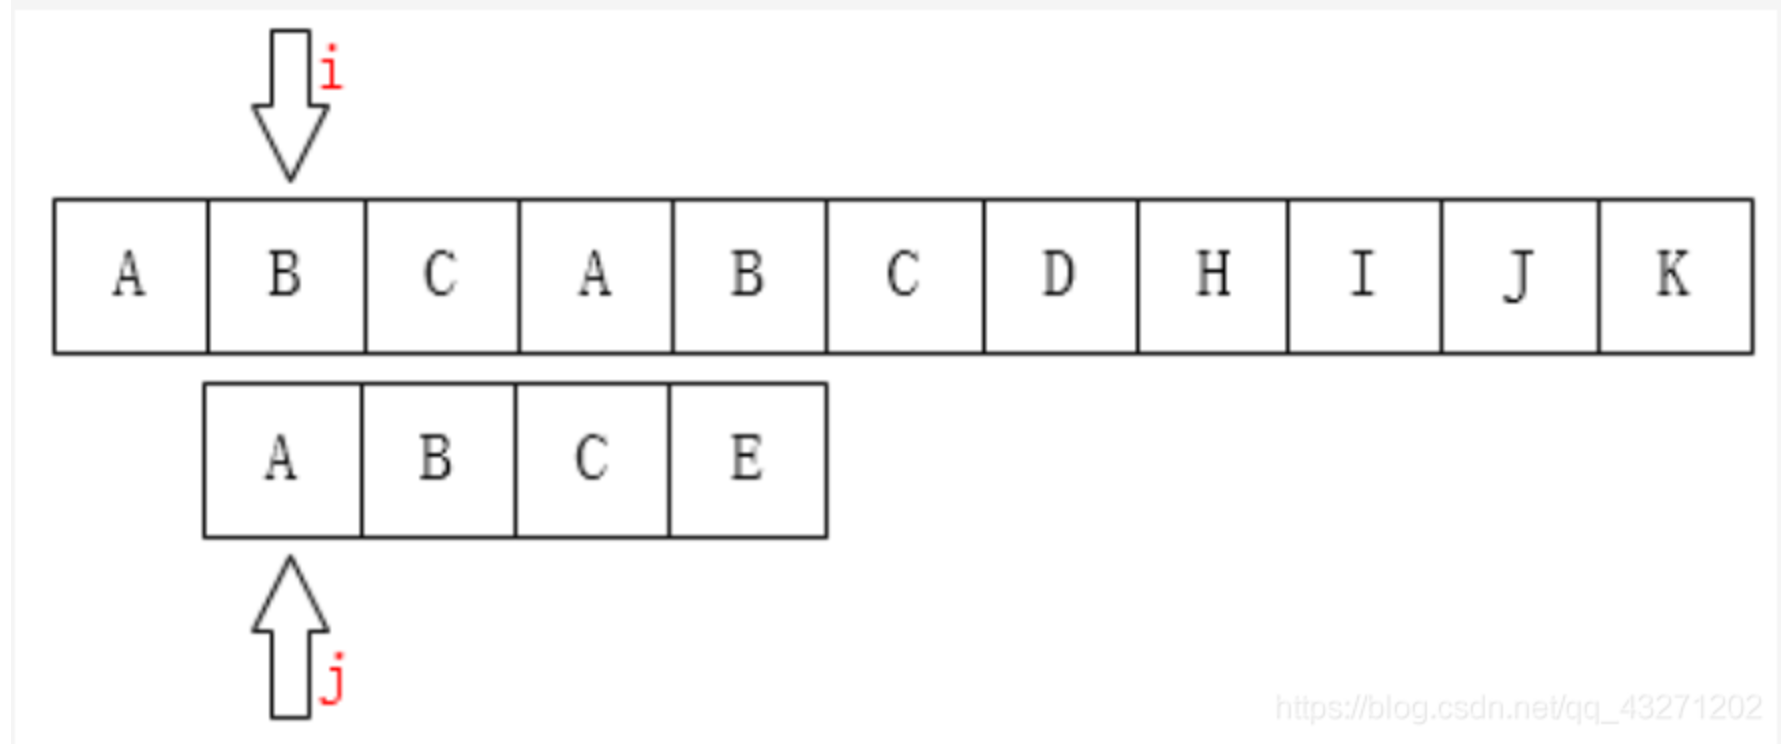 i
A B C A B C D H I J K
A B C E
j
https://blog.csdn.net/qq_43271202